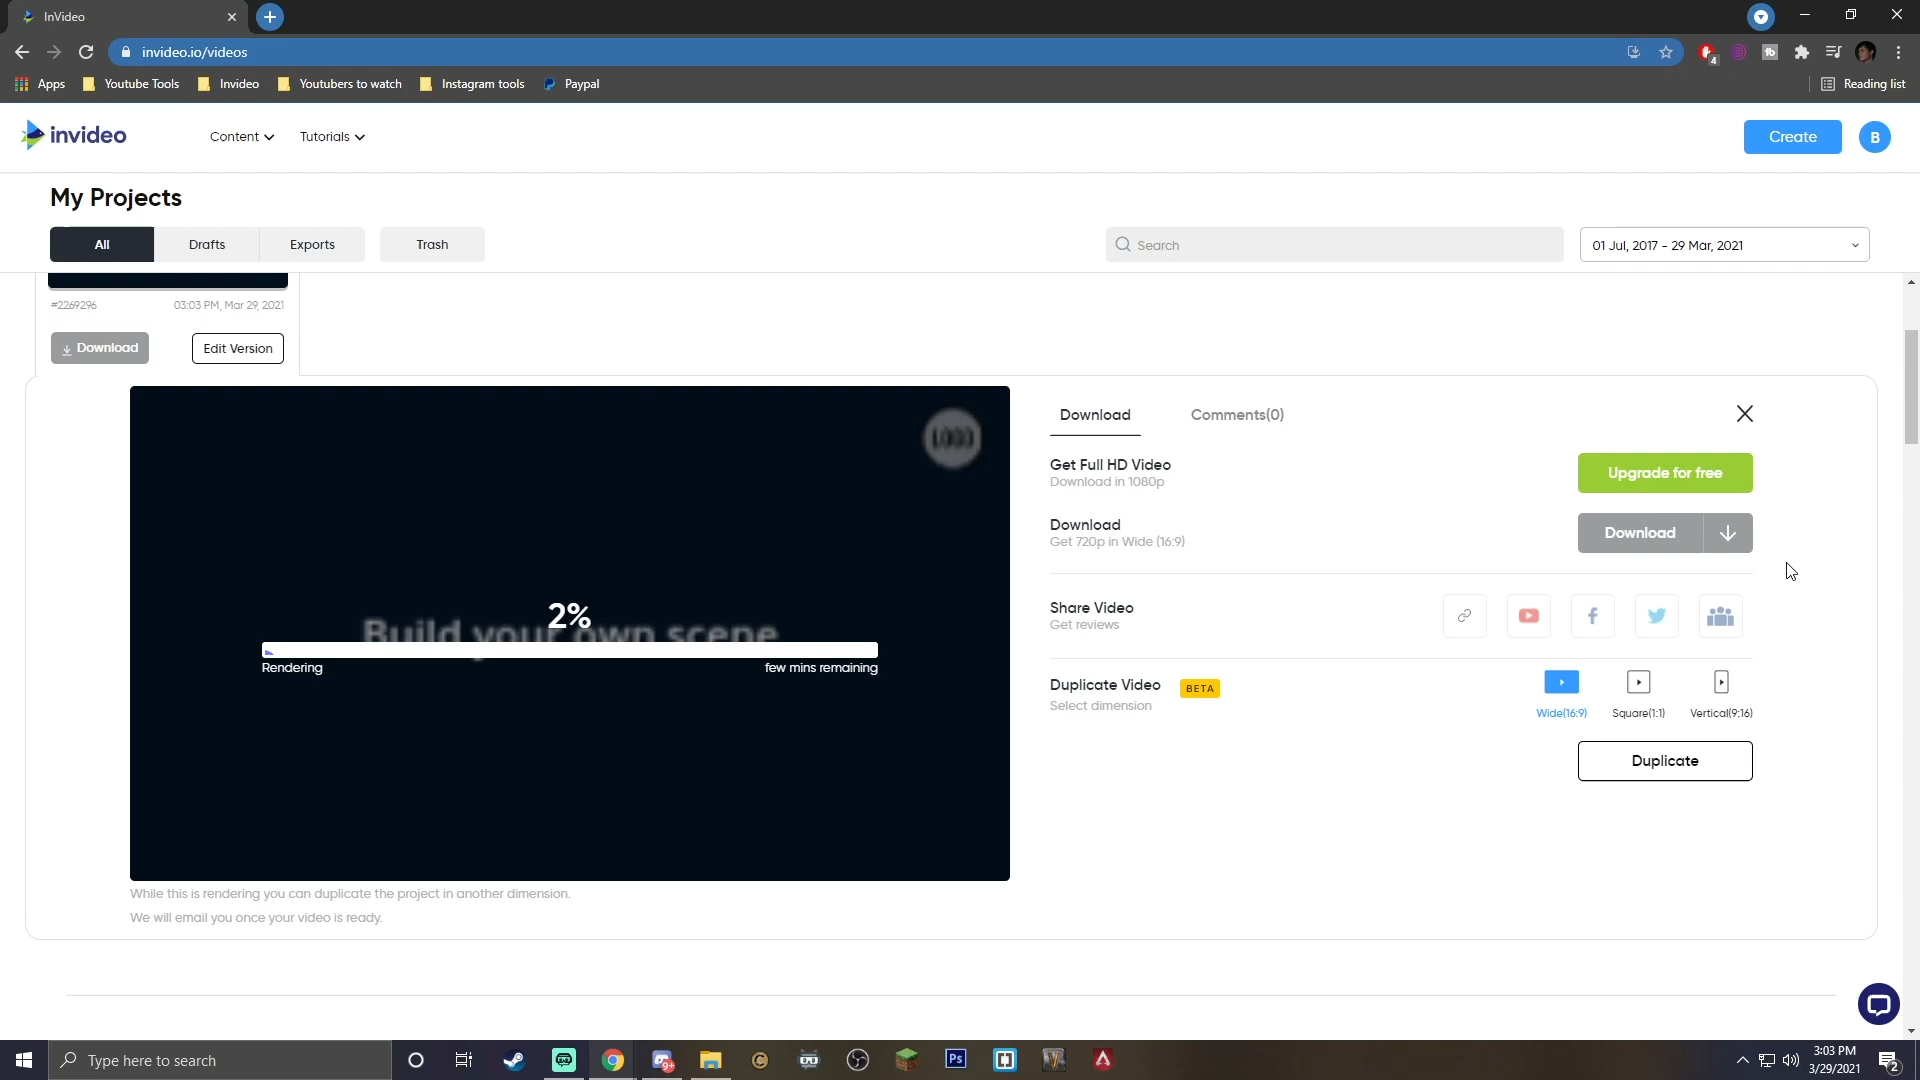 InVideo
invideo.io/videos
4
Apps
Youtube Tools
Invideo
Youtubers to watch
Instagram tools
Paypal
Reading list
invideo
Content
Tutorials
Create
B
My Projects
All
Drafts
Exports
Trash
Search
01 Jul, 2017 - 29 Mar, 2021
#2269296
03:03 PM, Mar 29, 2021
Download
Edit Version
LOGO
Build your own scene
2%
Rendering
few mins remaining
While this is rendering you can duplicate the project in another dimension.
We will email you once your video is ready.
Download
Comments(0)
Get Full HD Video
Download in 1080p
Upgrade for free
Download
Get 720p in Wide (16:9)
Download
Share Video
Get reviews
Duplicate Video
BETA
Select dimension
Wide(16:9)
Square(1:1)
Vertical(9:16)
Duplicate
Type here to search
9+
Ps
3:03 PM
3/29/2021
2